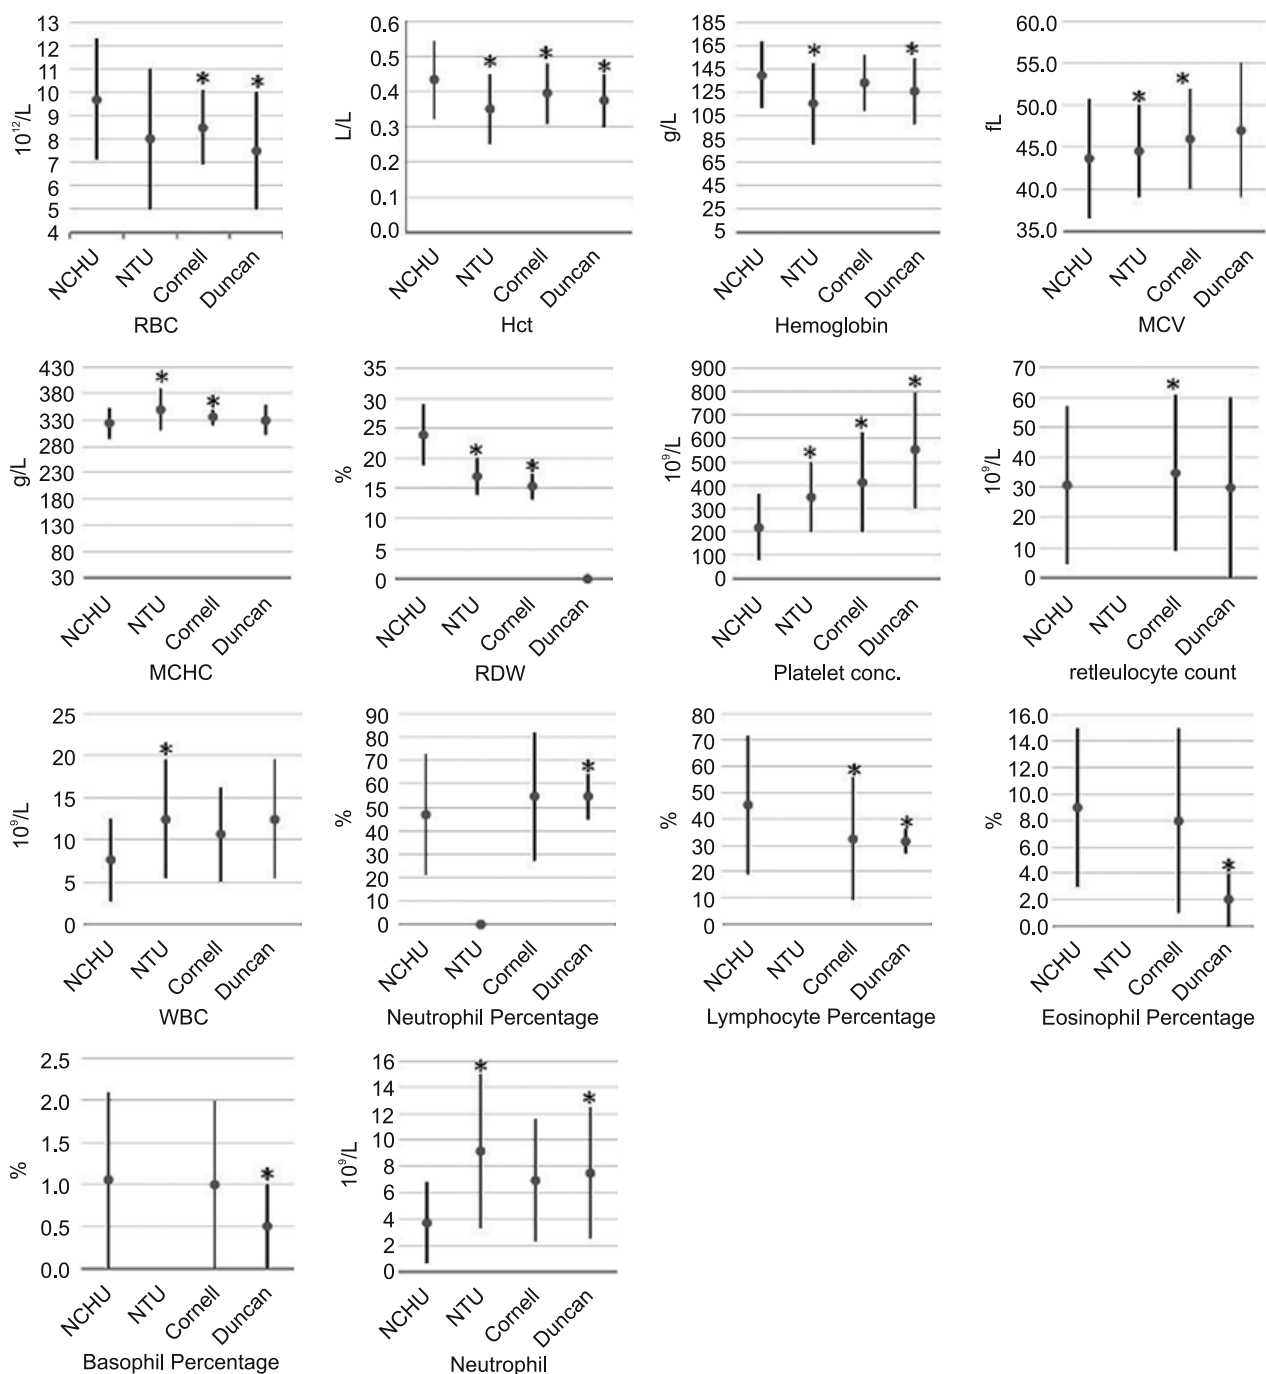 13
12
11
10
9
8
7
6
5
4
10¹²/L
NCHU
NTU
Cornell
Duncan
RBC
0.6
0.5
0.4
0.3
0.2
0.1
0.0
L/L
NCHU
NTU
Cornell
Duncan
Hct
185
165
145
125
105
85
65
45
25
5
g/L
NCHU
NTU
Cornell
Duncan
Hemoglobin
60.0
55.0
50.0
45.0
40.0
35.0
fL
NCHU
NTU
Cornell
Duncan
MCV
430
380
330
280
230
180
130
80
30
g/L
NCHU
NTU
Cornell
Duncan
MCHC
35
30
25
20
15
10
5
0
%
NCHU
NTU
Cornell
Duncan
RDW
900
800
700
600
500
400
300
200
100
0
10⁹/L
NCHU
NTU
Cornell
Duncan
Platelet conc.
70
60
50
40
30
20
10
0
10⁹/L
NCHU
NTU
Cornell
Duncan
retleulocyte count
25
20
15
10
5
0
10⁹/L
NCHU
NTU
Cornell
Duncan
WBC
90
80
70
60
50
40
30
20
10
0
%
NCHU
NTU
Cornell
Duncan
Neutrophil Percentage
80
70
60
50
40
30
20
10
0
%
NCHU
NTU
Cornell
Duncan
Lymphocyte Percentage
16.0
14.0
12.0
10.0
8.0
6.0
4.0
2.0
0.0
%
NCHU
NTU
Cornell
Duncan
Eosinophil Percentage
2.5
2.0
1.5
1.0
0.5
0.0
%
NCHU
NTU
Cornell
Duncan
Basophil Percentage
16
14
12
10
8
6
4
2
0
10⁹/L
NCHU
NTU
Cornell
Duncan
Neutrophil